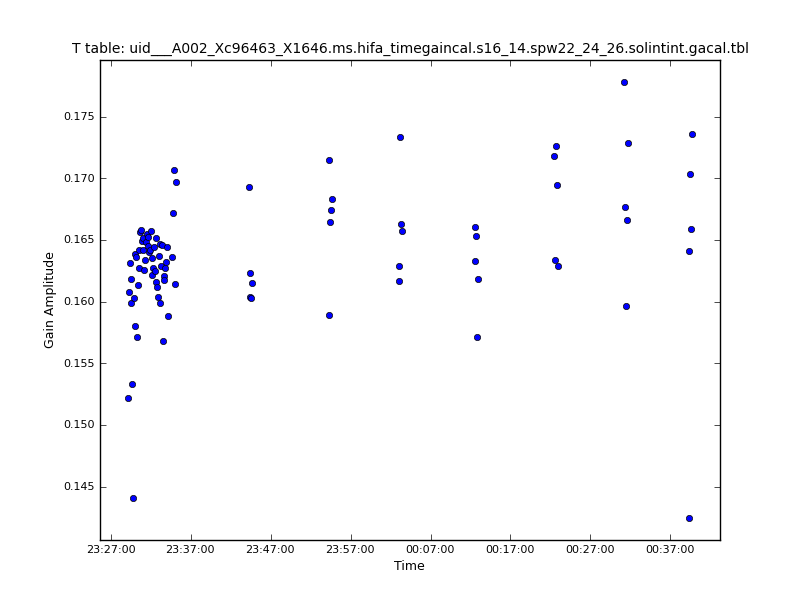 T table: uid___A002_Xc96463_X1646.ms.hifa_timegaincal.s16_14.spw22_24_26.solintint.gacal.tbl
0.175
0.170
0.165
0.160
0.155
0.150
0.145
Gain Amplitude
23:27:00 23:37:00 23:47:00 23:57:00 00:07:00 00:17:00 00:27:00 00:37:00
Time